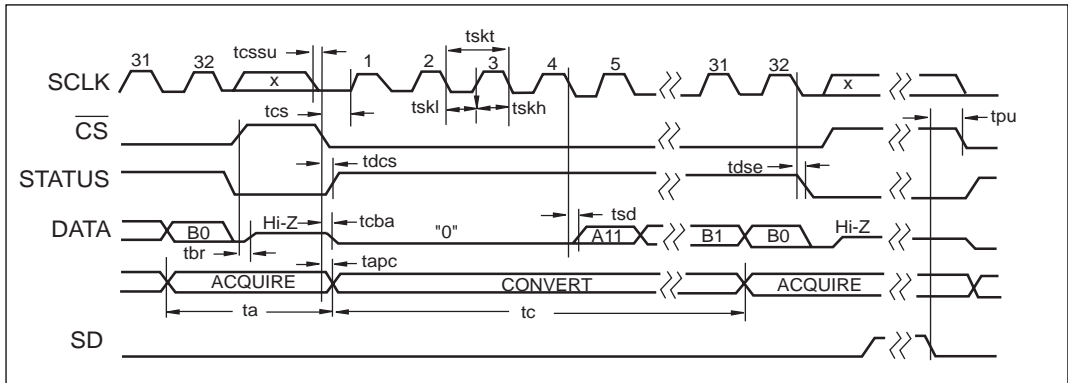 tskt
tcssu
31 32 1 2 3 4 5 31 32
SCLK x x
tcs tskl tskh tpu
CS
tdcs tdse
STATUS
DATA B0 Hi-Z tcba "0" tsd A11 B1 B0 Hi-Z
tbr tapc
ACQUIRE CONVERT ACQUIRE
ta tc
SD